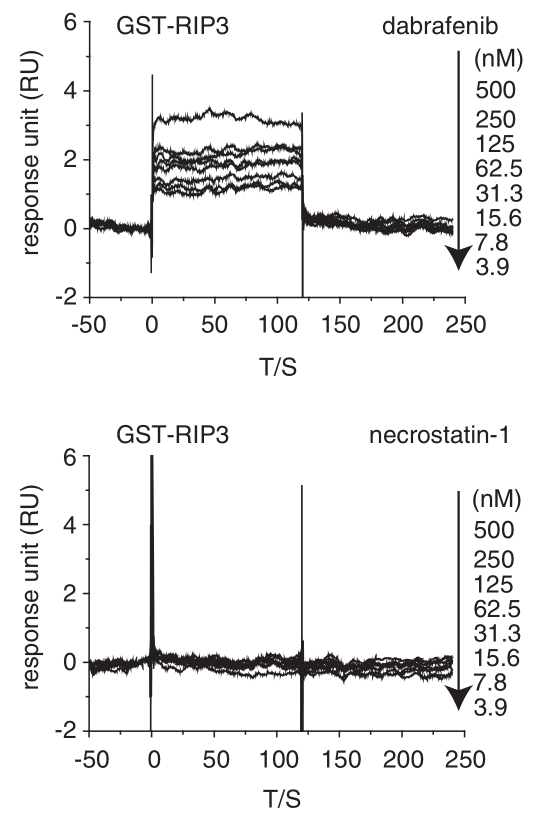 GST-RIP3 dabrafenib
(nM)
500
250
125
62.5
31.3
15.6
7.8
3.9
response unit (RU)
6
4
2
0
-2
-50 0 50 100 150 200 250
T/S
GST-RIP3 necrostatin-1
(nM)
500
250
125
62.5
31.3
15.6
7.8
3.9
response unit (RU)
6
4
2
0
-2
-50 0 50 100 150 200 250
T/S